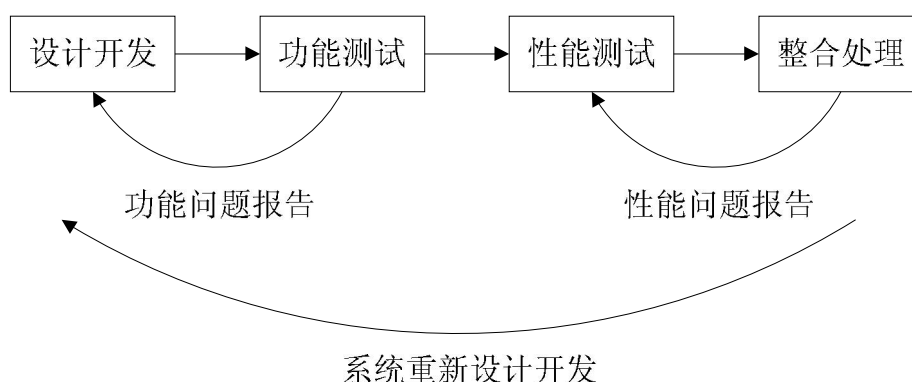 设计开发
功能测试
性能测试
整合处理
功能问题报告
性能问题报告
系统重新设计开发